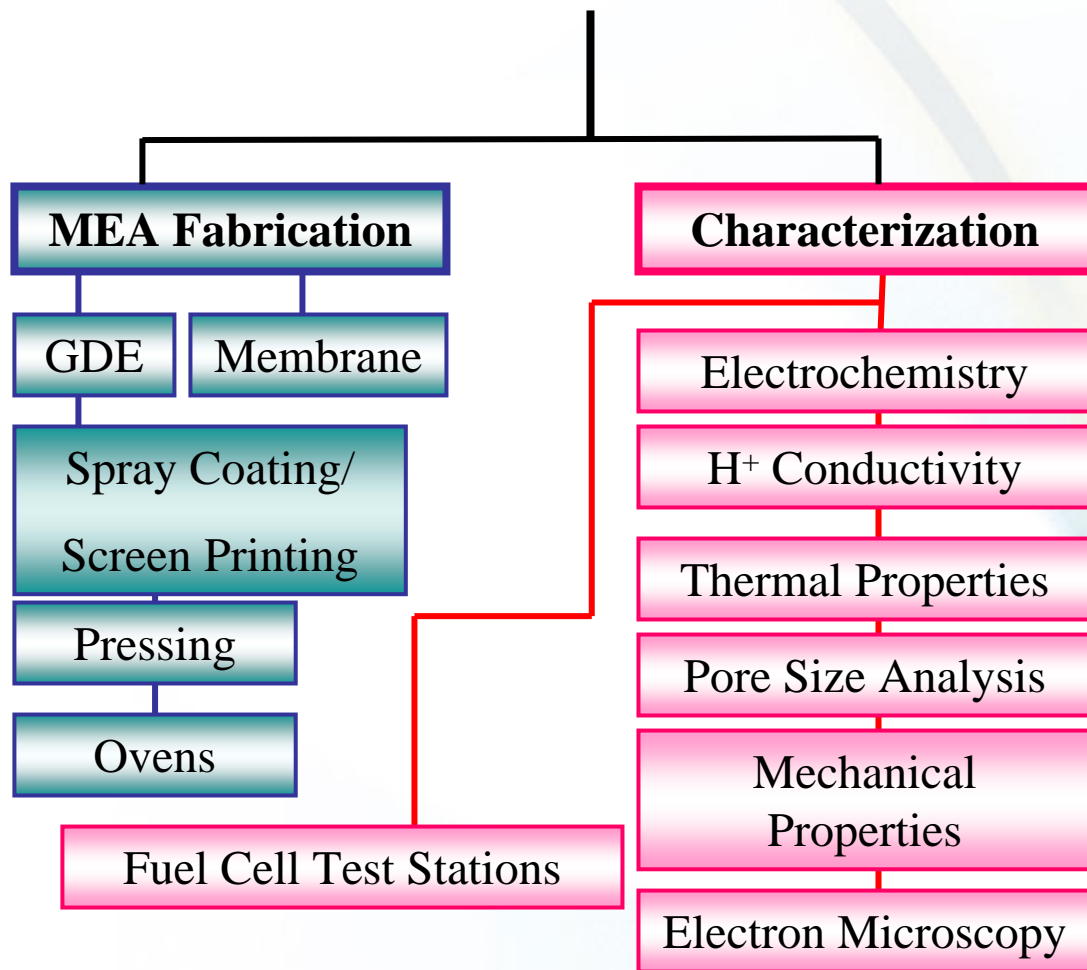 MEA Fabrication
GDE
Membrane
Spray Coating/
Screen Printing
Pressing
Ovens
Fuel Cell Test Stations
Characterization
Electrochemistry
H⁺ Conductivity
Thermal Properties
Pore Size Analysis
Mechanical
Properties
Electron Microscopy